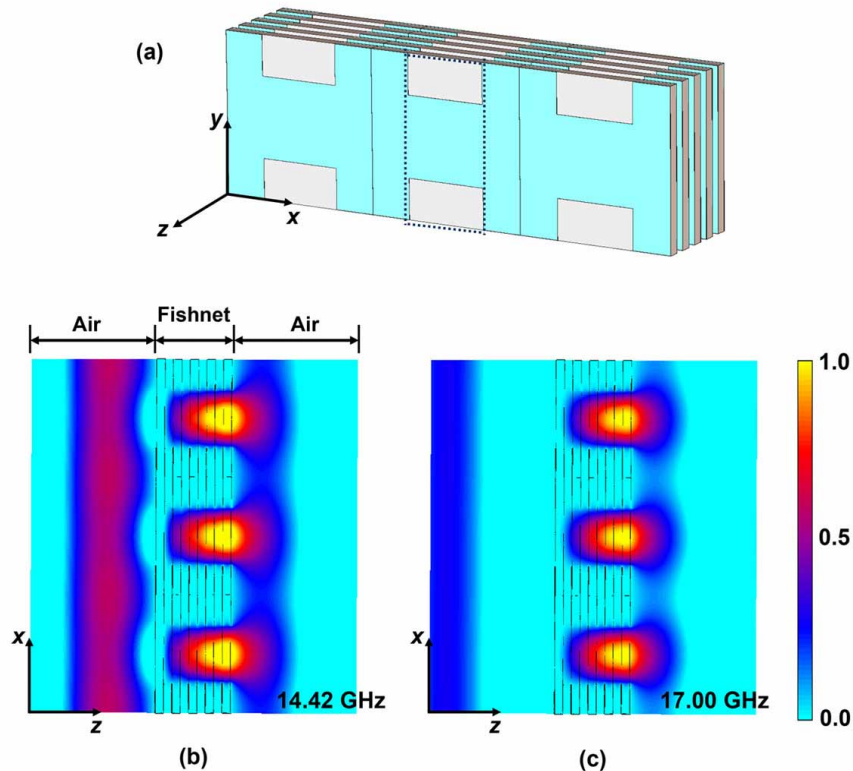 (a)
y
z
x
Air
Fishnet
Air
1.0
0.5
0.0
x
z
14.42 GHz
x
z
17.00 GHz
(b)
(c)